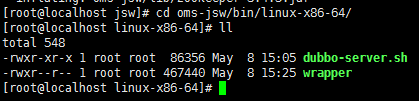 [root@localhost jsw]# cd oms-jsw/bin/linux-x86-64/
[root@localhost linux-x86-64]# ll
total 548
-rwxr-xr-x 1 root root  86356 May  8 15:05 dubbo-server.sh
-rwxr--r-- 1 root root 467440 May  8 15:25 wrapper
[root@localhost linux-x86-64]#